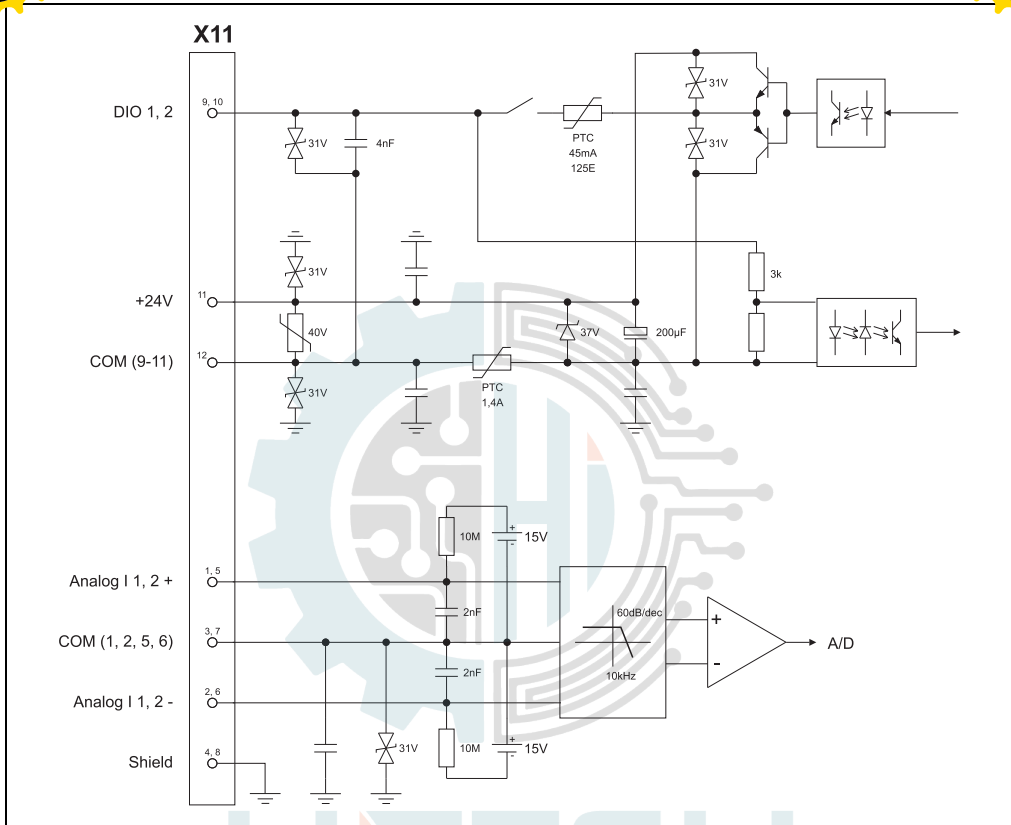 X11
DIO 1, 2
9, 10
31V
4nF
PTC
45mA
125E
31V
31V
31V
3k
+24V
11
40V
37V
200µF
COM (9-11)
12
31V
PTC
1,4A
10M
+
15V
-
Analog I 1, 2 +
1, 5
2nF
60dB/dec
+
COM (1, 2, 5, 6)
3, 7
A/D
2nF
10kHz
-
Analog I 1, 2 -
2, 6
31V
10M
+
15V
-
Shield
4, 8